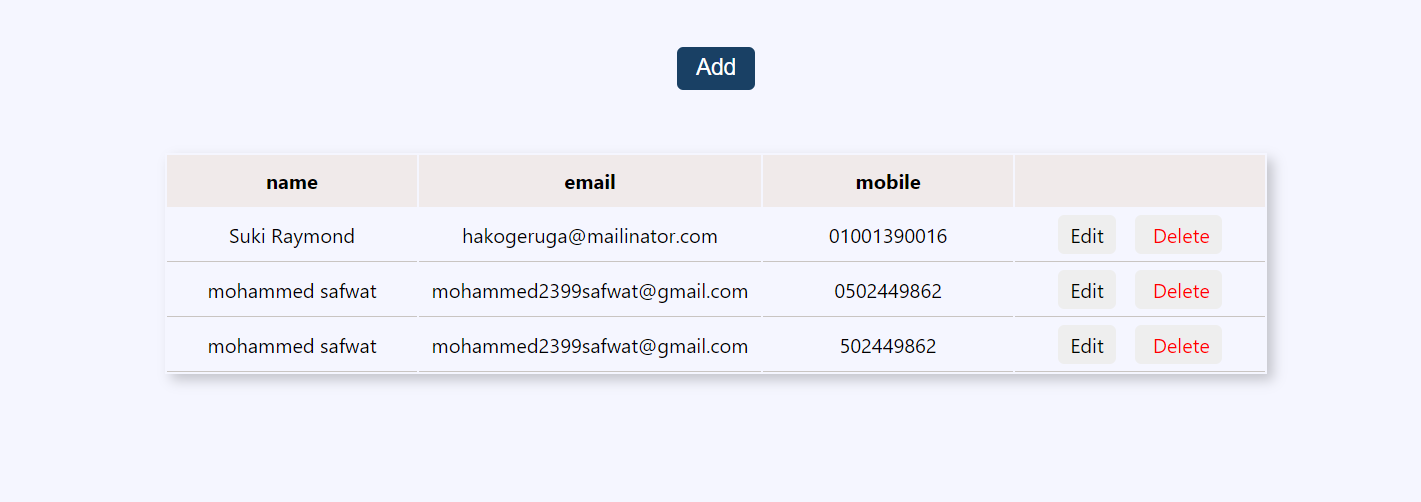 Add
name email mobile
Suki Raymond hakogeruga@mailinator.com 01001390016 Edit Delete
mohammed safwat mohammed2399safwat@gmail.com 0502449862 Edit Delete
mohammed safwat mohammed2399safwat@gmail.com 502449862 Edit Delete